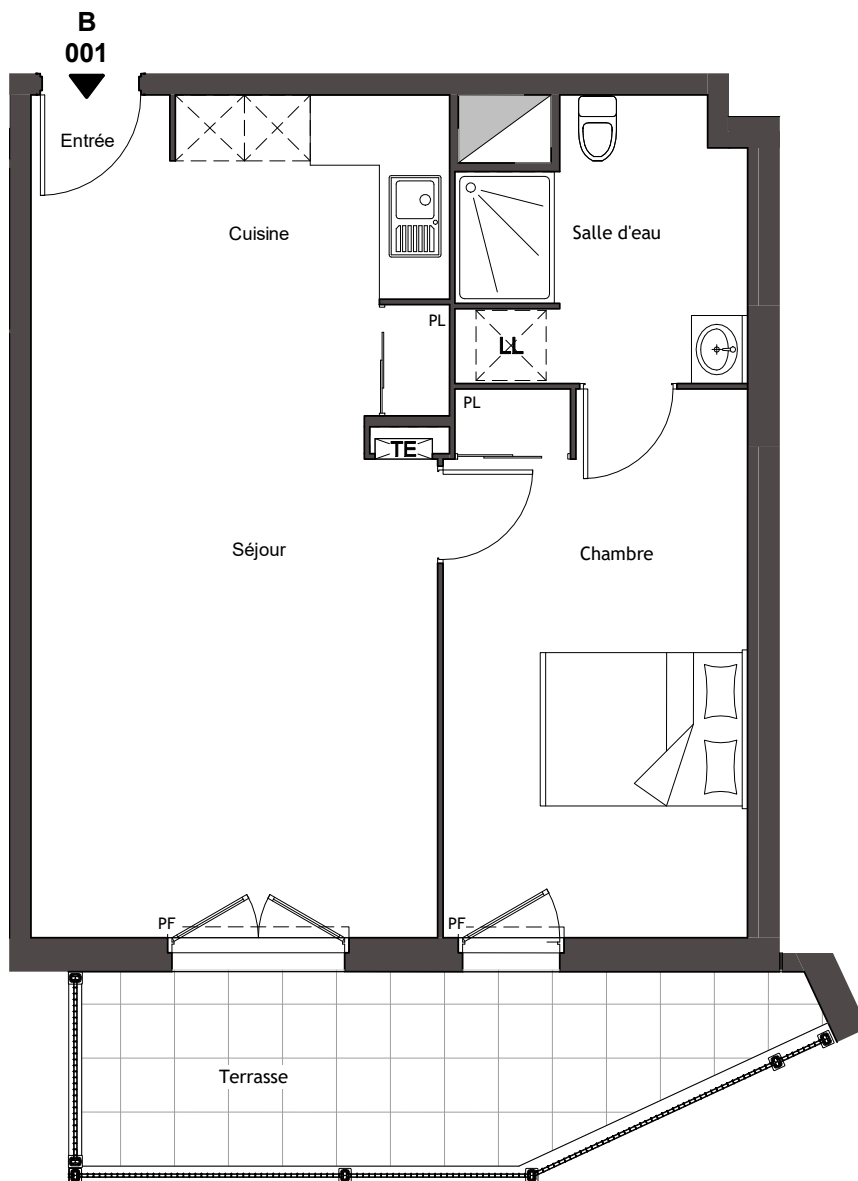 B
001
Entrée
Cuisine
Salle d'eau
PL
LL
PL
TE
Séjour
Chambre
PF
PF
Terrasse